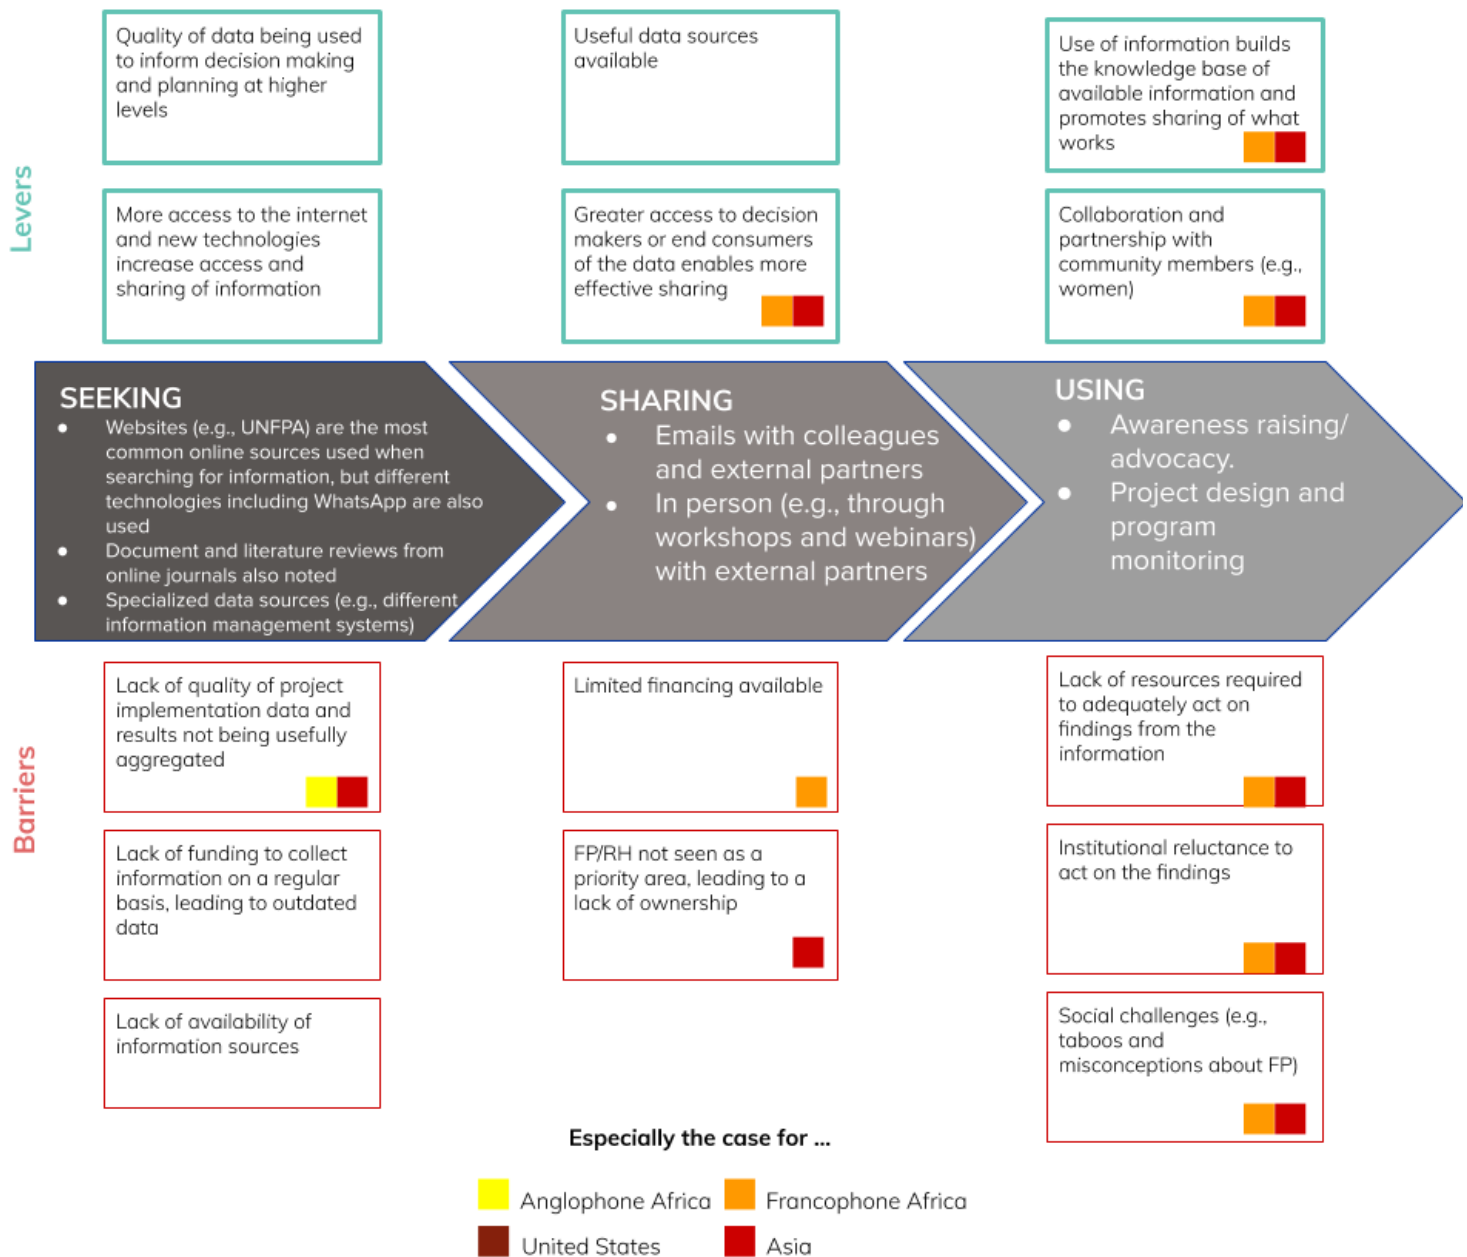 Levers
Quality of data being used
to inform decision making
and planning at higher
levels
Useful data sources
available
Use of information builds
the knowledge base of
available information and
promotes sharing of what
works
More access to the internet
and new technologies
increase access and
sharing of information
Greater access to decision
makers or end consumers
of the data enables more
effective sharing
Collaboration and
partnership with
community members (e.g.,
women)
SEEKING
● Websites (e.g., UNFPA) are the most
common online sources used when
searching for information, but different
technologies including WhatsApp are also
used
● Document and literature reviews from
online journals also noted
● Specialized data sources (e.g., different
information management systems)
SHARING
● Emails with colleagues
and external partners
● In person (e.g., through
workshops and webinars)
with external partners
USING
● Awareness raising/
advocacy.
● Project design and
program
monitoring
Barriers
Lack of quality of project
implementation data and
results not being usefully
aggregated
Limited financing available
Lack of resources required
to adequately act on
findings from the
information
Lack of funding to collect
information on a regular
basis, leading to outdated
data
FP/RH not seen as a
priority area, leading to a
lack of ownership
Institutional reluctance to
act on the findings
Lack of availability of
information sources
Social challenges (e.g.,
taboos and
misconceptions about FP)
Especially the case for ...
Anglophone Africa
Francophone Africa
United States
Asia